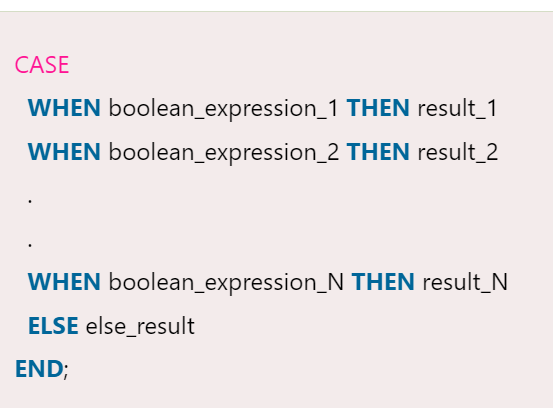 CASE
WHEN boolean_expression_1 THEN result_1
WHEN boolean_expression_2 THEN result_2
.
.
WHEN boolean_expression_N THEN result_N
ELSE else_result
END;